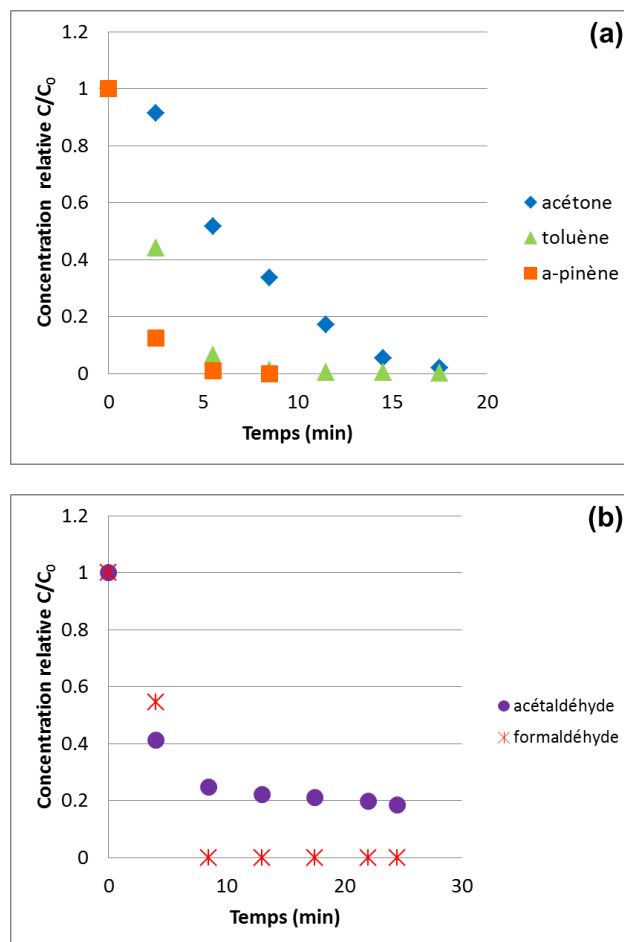 (a)
Concentration relative C/C₀
1.2
1
0.8
0.6
0.4
0.2
0
0 5 10 15 20
Temps (min)
acétone
toluène
a-pinène
(b)
Concentration relative C/C₀
1.2
1
0.8
0.6
0.4
0.2
0
0 10 20 30
Temps (min)
acétaldéhyde
formaldéhyde